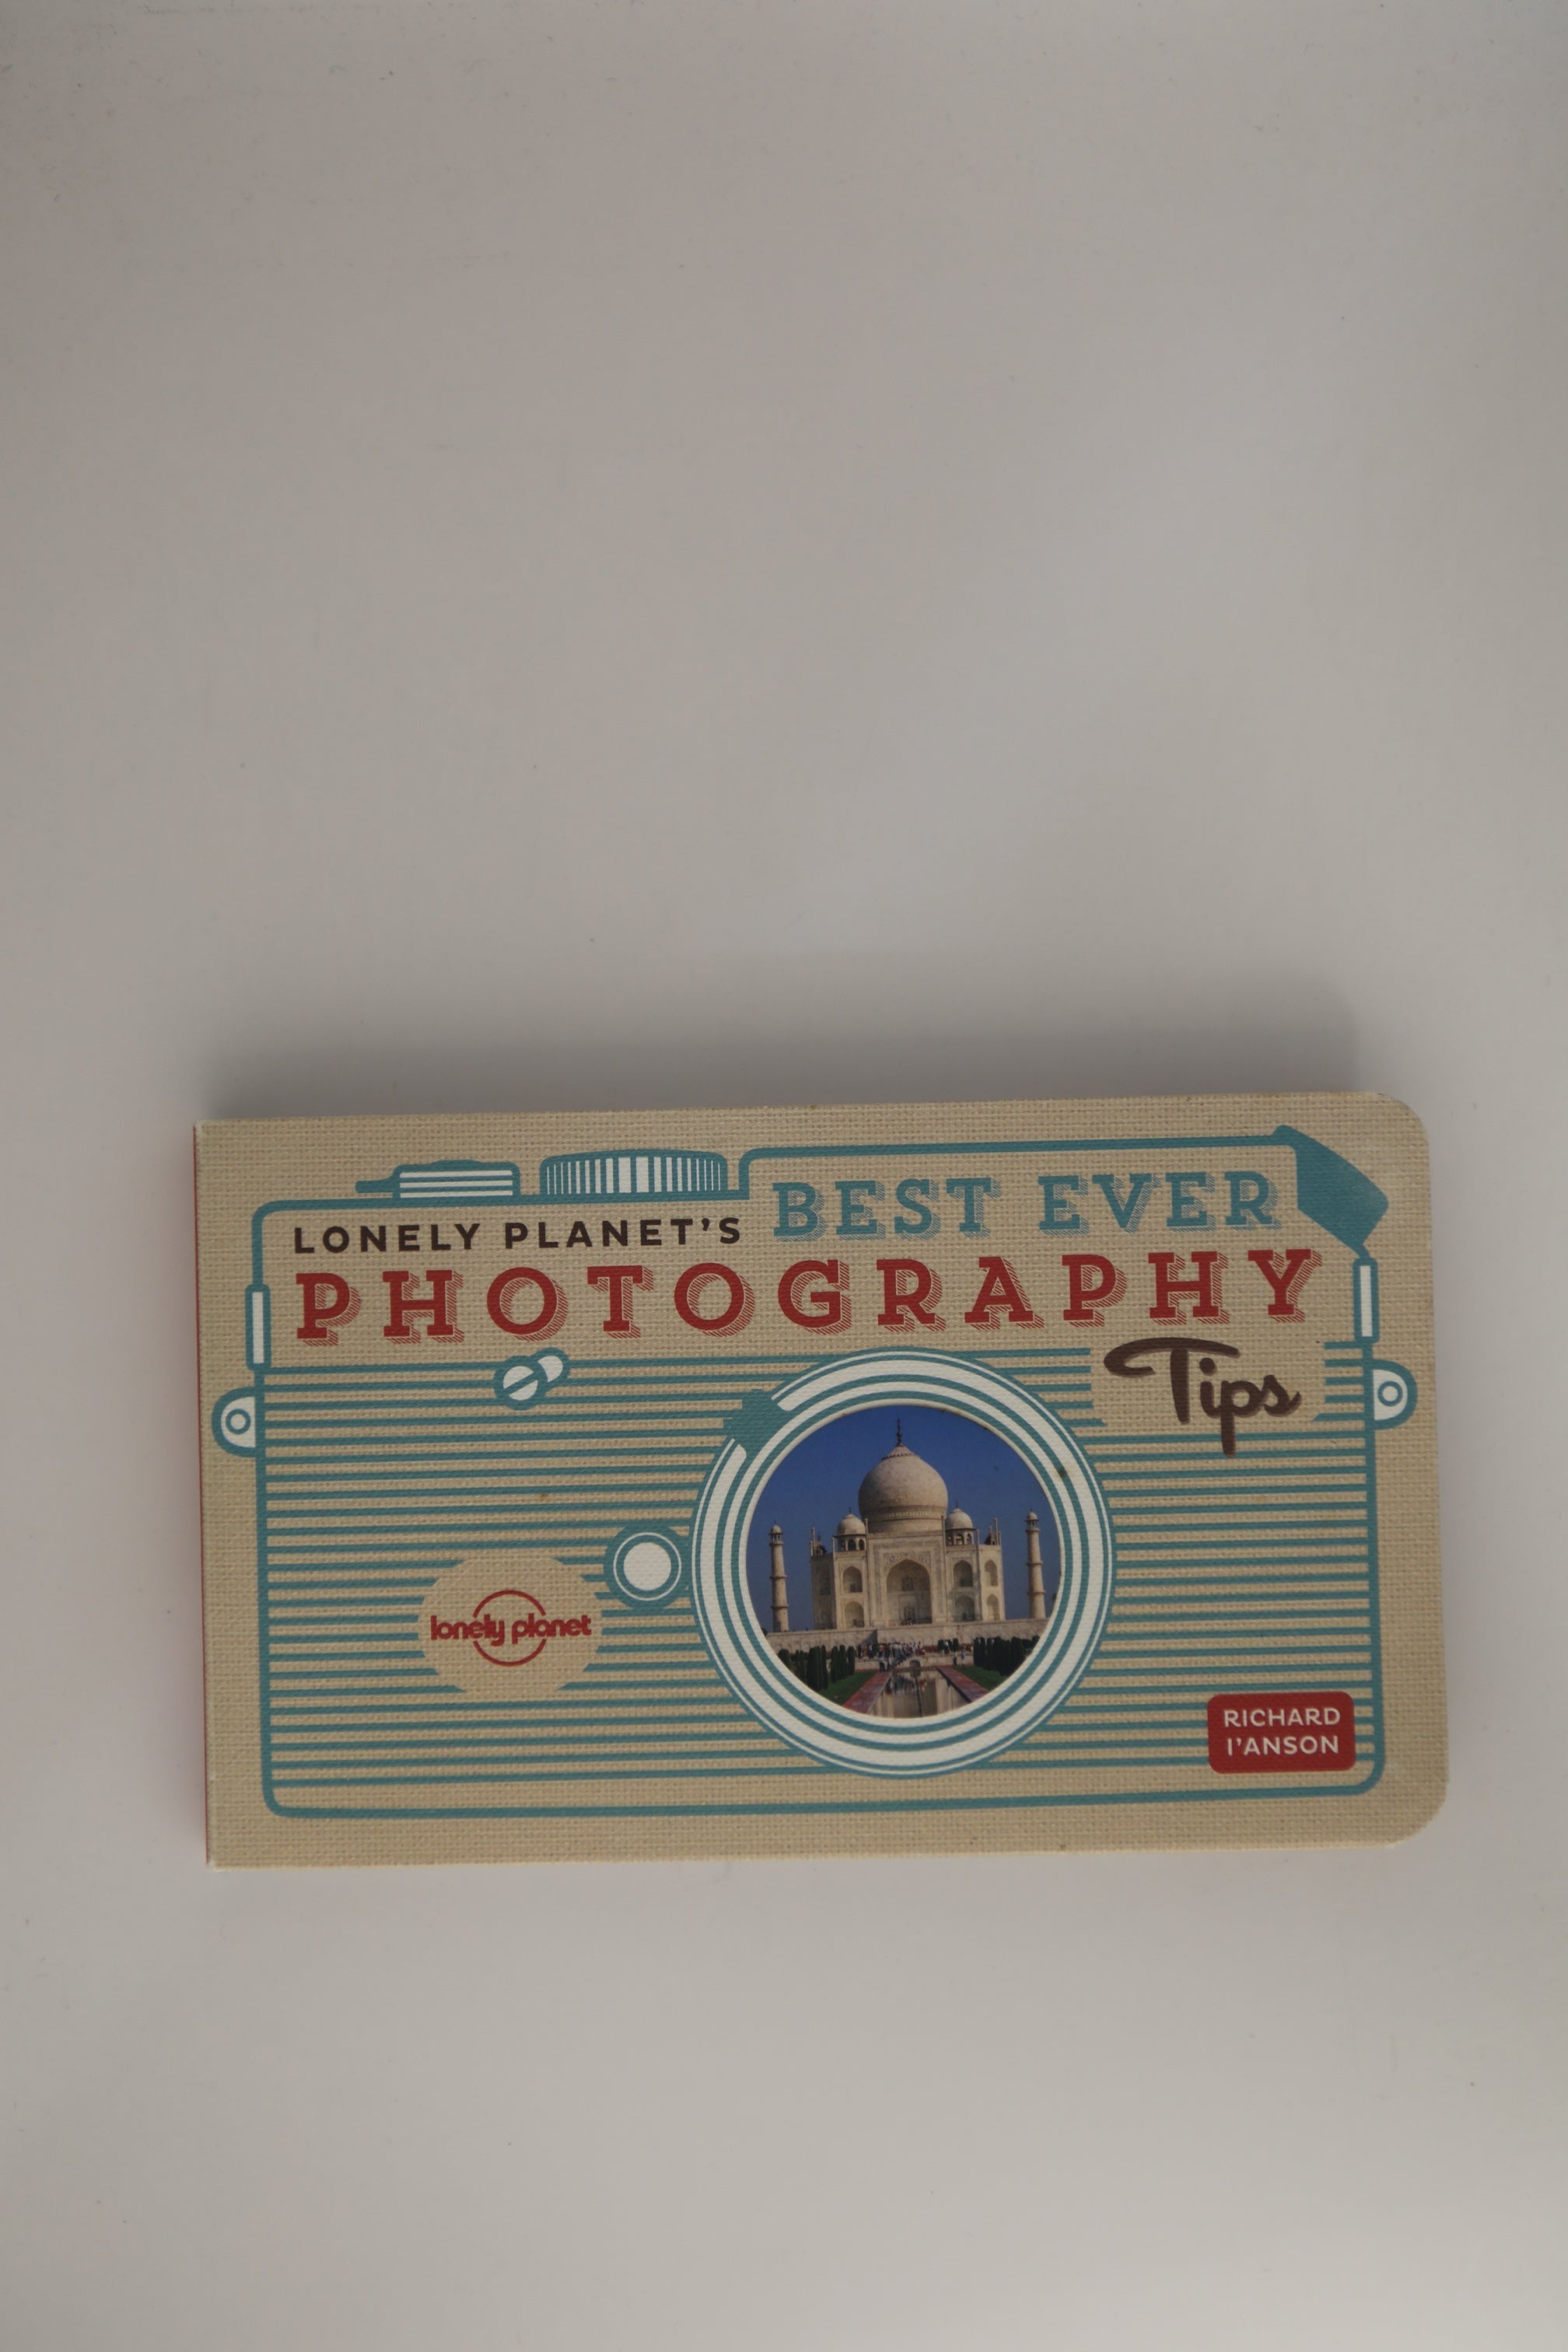 LONELY PLANET'S BEST EVER
PHOTOGRAPHY
Tips
lonely planet
RICHARD
I'ANSON